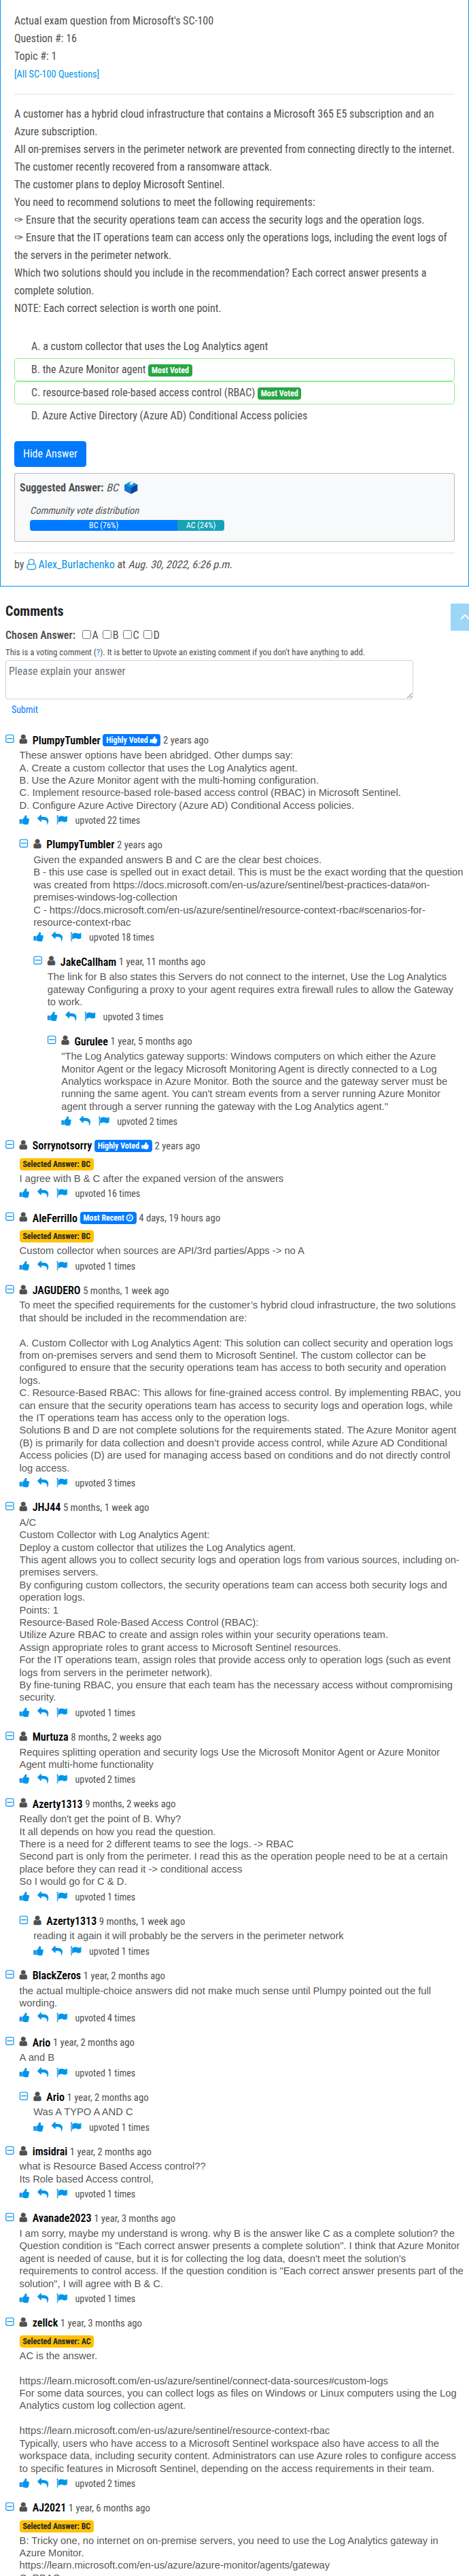 Actual exam question from Microsoft's SC-100
Question #: 16
Topic #: 1
[All SC-100 Questions]
A customer has a hybrid cloud infrastructure that contains a Microsoft 365 E5 subscription and an
Azure subscription.
All on-premises servers in the perimeter network are prevented from connecting directly to the internet.
The customer recently recovered from a ransomware attack.
The customer plans to deploy Microsoft Sentinel.
You need to recommend solutions to meet the following requirements:
✑ Ensure that the security operations team can access the security logs and the operation logs.
✑ Ensure that the IT operations team can access only the operations logs, including the event logs of
the servers in the perimeter network.
Which two solutions should you include in the recommendation? Each correct answer presents a
complete solution.
NOTE: Each correct selection is worth one point.
A. a custom collector that uses the Log Analytics agent
B. the Azure Monitor agent Most Voted
C. resource-based role-based access control (RBAC) Most Voted
D. Azure Active Directory (Azure AD) Conditional Access policies
Hide Answer
Suggested Answer: BC
Community vote distribution
BC (76%) AC (24%)
by Alex_Burlachenko at Aug. 30, 2022, 6:26 p.m.
Comments
Chosen Answer: A B C D
This is a voting comment (?). It is better to Upvote an existing comment if you don't have anything to add.
Please explain your answer
Submit
PlumpyTumbler Highly Voted 2 years ago
These answer options have been abridged. Other dumps say:
A. Create a custom collector that uses the Log Analytics agent.
B. Use the Azure Monitor agent with the multi-homing configuration.
C. Implement resource-based role-based access control (RBAC) in Microsoft Sentinel.
D. Configure Azure Active Directory (Azure AD) Conditional Access policies.
upvoted 22 times
PlumpyTumbler 2 years ago
Given the expanded answers B and C are the clear best choices.
B - this use case is spelled out in exact detail. This is must be the exact wording that the question
was created from https://docs.microsoft.com/en-us/azure/sentinel/best-practices-data#on-
premises-windows-log-collection
C - https://docs.microsoft.com/en-us/azure/sentinel/resource-context-rbac#scenarios-for-
resource-context-rbac
upvoted 18 times
JakeCallham 1 year, 11 months ago
The link for B also states this Servers do not connect to the internet, Use the Log Analytics
gateway Configuring a proxy to your agent requires extra firewall rules to allow the Gateway
to work.
upvoted 3 times
Gurulee 1 year, 5 months ago
"The Log Analytics gateway supports: Windows computers on which either the Azure
Monitor Agent or the legacy Microsoft Monitoring Agent is directly connected to a Log
Analytics workspace in Azure Monitor. Both the source and the gateway server must be
running the same agent. You can't stream events from a server running Azure Monitor
agent through a server running the gateway with the Log Analytics agent."
upvoted 2 times
Sorrynotsorry Highly Voted 2 years ago
Selected Answer: BC
I agree with B & C after the expaned version of the answers
upvoted 16 times
AleFerrillo Most Recent 4 days, 19 hours ago
Selected Answer: BC
Custom collector when sources are API/3rd parties/Apps -> no A
upvoted 1 times
JAGUDERO 5 months, 1 week ago
To meet the specified requirements for the customer's hybrid cloud infrastructure, the two solutions
that should be included in the recommendation are:
A. Custom Collector with Log Analytics Agent: This solution can collect security and operation logs
from on-premises servers and send them to Microsoft Sentinel. The custom collector can be
configured to ensure that the security operations team has access to both security and operation
logs.
C. Resource-Based RBAC: This allows for fine-grained access control. By implementing RBAC, you
can ensure that the security operations team has access to security logs and operation logs, while
the IT operations team has access only to the operation logs.
Solutions B and D are not complete solutions for the requirements stated. The Azure Monitor agent
(B) is primarily for data collection and doesn't provide access control, while Azure AD Conditional
Access policies (D) are used for managing access based on conditions and do not directly control
log access.
upvoted 3 times
JHJ44 5 months, 1 week ago
A/C
Custom Collector with Log Analytics Agent:
Deploy a custom collector that utilizes the Log Analytics agent.
This agent allows you to collect security logs and operation logs from various sources, including on-
premises servers.
By configuring custom collectors, the security operations team can access both security logs and
operation logs.
Points: 1
Resource-Based Role-Based Access Control (RBAC):
Utilize Azure RBAC to create and assign roles within your security operations team.
Assign appropriate roles to grant access to Microsoft Sentinel resources.
For the IT operations team, assign roles that provide access only to operation logs (such as event
logs from servers in the perimeter network).
By fine-tuning RBAC, you ensure that each team has the necessary access without compromising
security.
upvoted 1 times
Murtuza 8 months, 2 weeks ago
Requires splitting operation and security logs Use the Microsoft Monitor Agent or Azure Monitor
Agent multi-home functionality
upvoted 2 times
Azerty1313 9 months, 2 weeks ago
Really don't get the point of B. Why?
It all depends on how you read the question.
There is a need for 2 different teams to see the logs. -> RBAC
Second part is only from the perimeter. I read this as the operation people need to be at a certain
place before they can read it -> conditional access
So I would go for C & D.
upvoted 1 times
Azerty1313 9 months, 1 week ago
reading it again it will probably be the servers in the perimeter network
upvoted 1 times
BlackZeros 1 year, 2 months ago
the actual multiple-choice answers did not make much sense until Plumpy pointed out the full
wording.
upvoted 4 times
Ario 1 year, 2 months ago
A and B
upvoted 1 times
Ario 1 year, 2 months ago
Was A TYPO A AND C
upvoted 1 times
imsidrai 1 year, 2 months ago
what is Resource Based Access control??
Its Role based Access control,
upvoted 1 times
Avanade2023 1 year, 3 months ago
I am sorry, maybe my understand is wrong. why B is the answer like C as a complete solution? the
Question condition is "Each correct answer presents a complete solution". I think that Azure Monitor
agent is needed of cause, but it is for collecting the log data, doesn't meet the solution's
requirements to control access. If the question condition is "Each correct answer presents part of the
solution", I will agree with B & C.
upvoted 1 times
zellck 1 year, 3 months ago
Selected Answer: AC
AC is the answer.
https://learn.microsoft.com/en-us/azure/sentinel/connect-data-sources#custom-logs
For some data sources, you can collect logs as files on Windows or Linux computers using the Log
Analytics custom log collection agent.
https://learn.microsoft.com/en-us/azure/sentinel/resource-context-rbac
Typically, users who have access to a Microsoft Sentinel workspace also have access to all the
workspace data, including security content. Administrators can use Azure roles to configure access
to specific features in Microsoft Sentinel, depending on the access requirements in their team.
upvoted 2 times
AJ2021 1 year, 6 months ago
Selected Answer: BC
B: Tricky one, no internet on on-premise servers, you need to use the Log Analytics gateway in
Azure Monitor.
https://learn.microsoft.com/en-us/azure/azure-monitor/agents/gateway